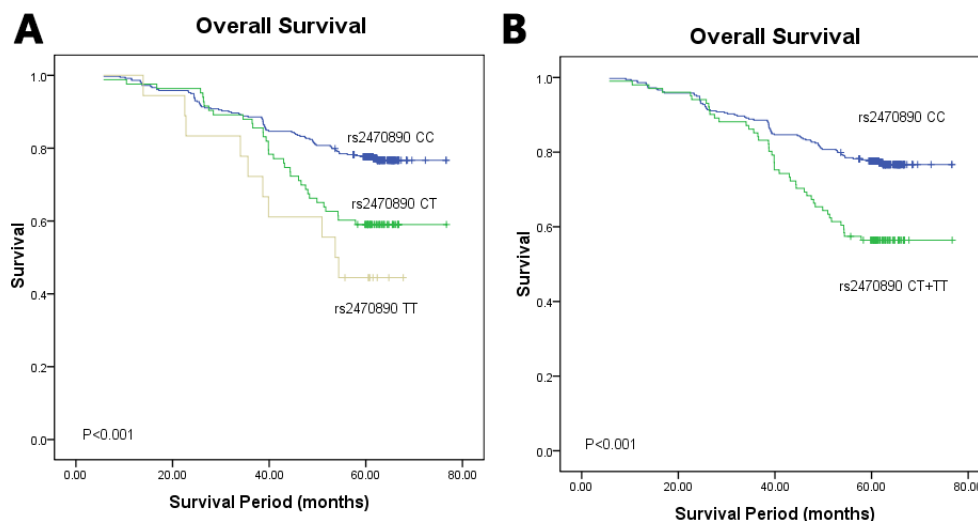 A
Overall Survival
Survival
1.0
0.8
0.6
0.4
0.2
0.0
rs2470890 CC
rs2470890 CT
rs2470890 TT
P<0.001
0.00 20.00 40.00 60.00 80.00
Survival Period (months)
B
Overall Survival
Survival
1.0
0.8
0.6
0.4
0.2
0.0
rs2470890 CC
rs2470890 CT+TT
P<0.001
0.00 20.00 40.00 60.00 80.00
Survival Period (months)